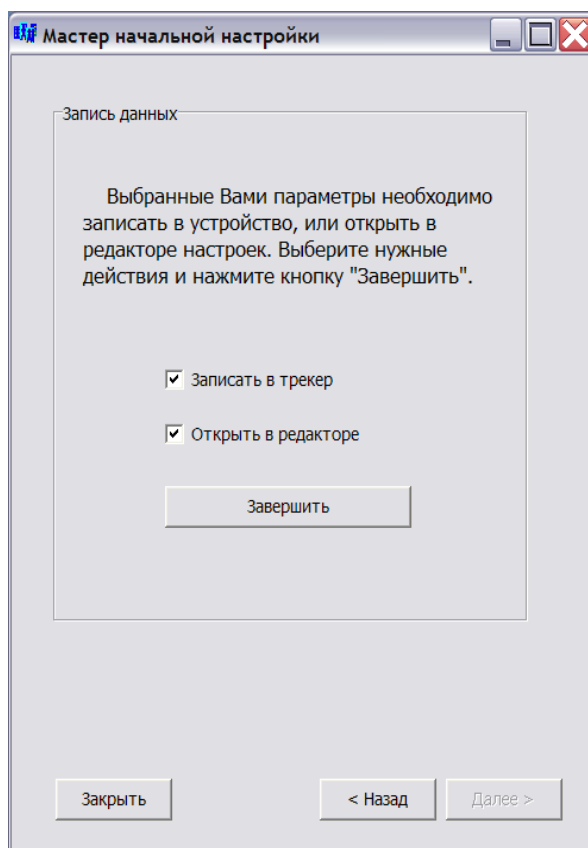 Мастер начальной настройки
Запись данных
Выбранные Вами параметры необходимо
записать в устройство, или открыть в
редакторе настроек. Выберите нужные
действия и нажмите кнопку "Завершить".
Записать в трекер
Открыть в редакторе
Завершить
Закрыть
< Назад
Далее >